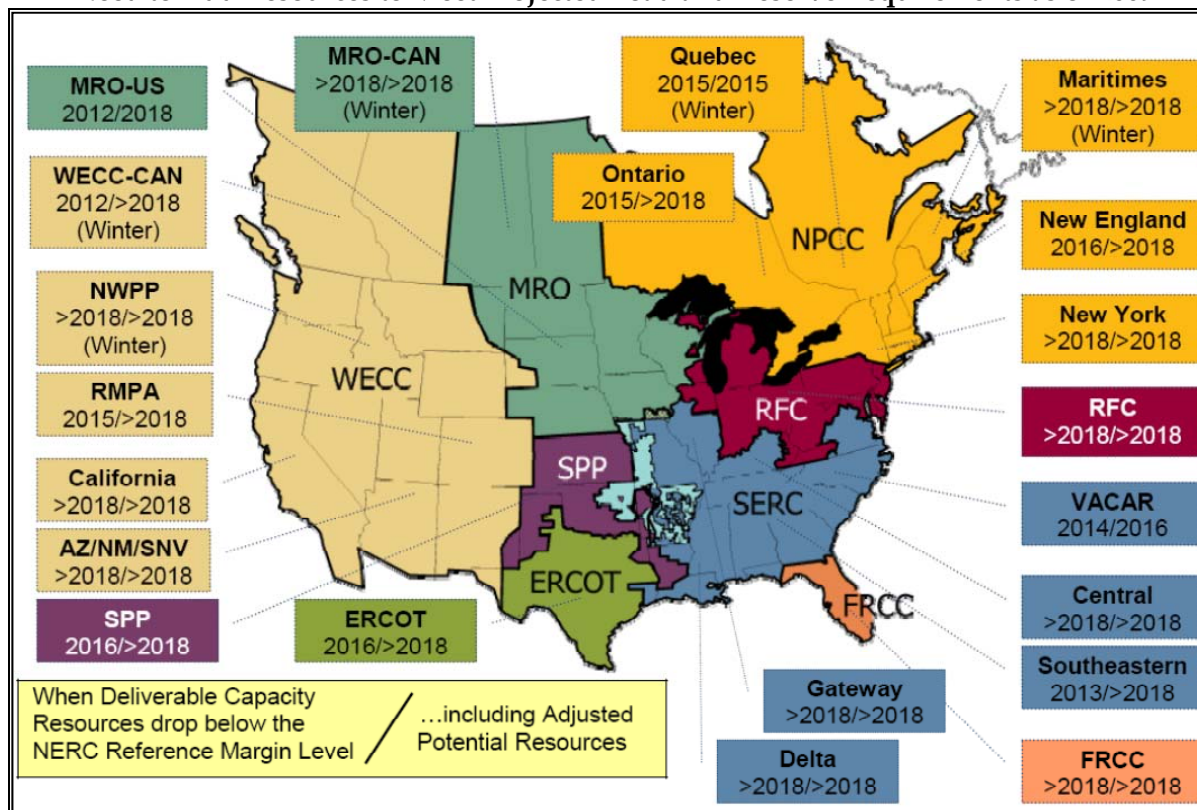 MRO-US
2012/2018
MRO-CAN
>2018/>2018
(Winter)
Quebec
2015/2015
(Winter)
Maritimes
>2018/>2018
(Winter)
WECC-CAN
2012/>2018
(Winter)
Ontario
2015/>2018
New England
2016/>2018
NPCC
NWPP
>2018/>2018
(Winter)
MRO
New York
>2018/>2018
RMPA
2015/>2018
WECC
RFC
RFC
>2018/>2018
California
>2018/>2018
SPP
SERC
VACAR
2014/2016
AZ/NM/SNV
>2018/>2018
ERCOT
FRCC
Central
>2018/>2018
SPP
2016/>2018
ERCOT
2016/>2018
Southeastern
2013/>2018
Gateway
>2018/>2018
Delta
>2018/>2018
FRCC
>2018/>2018
When Deliverable Capacity
Resources drop below the
NERC Reference Margin Level
/
…including Adjusted
Potential Resources